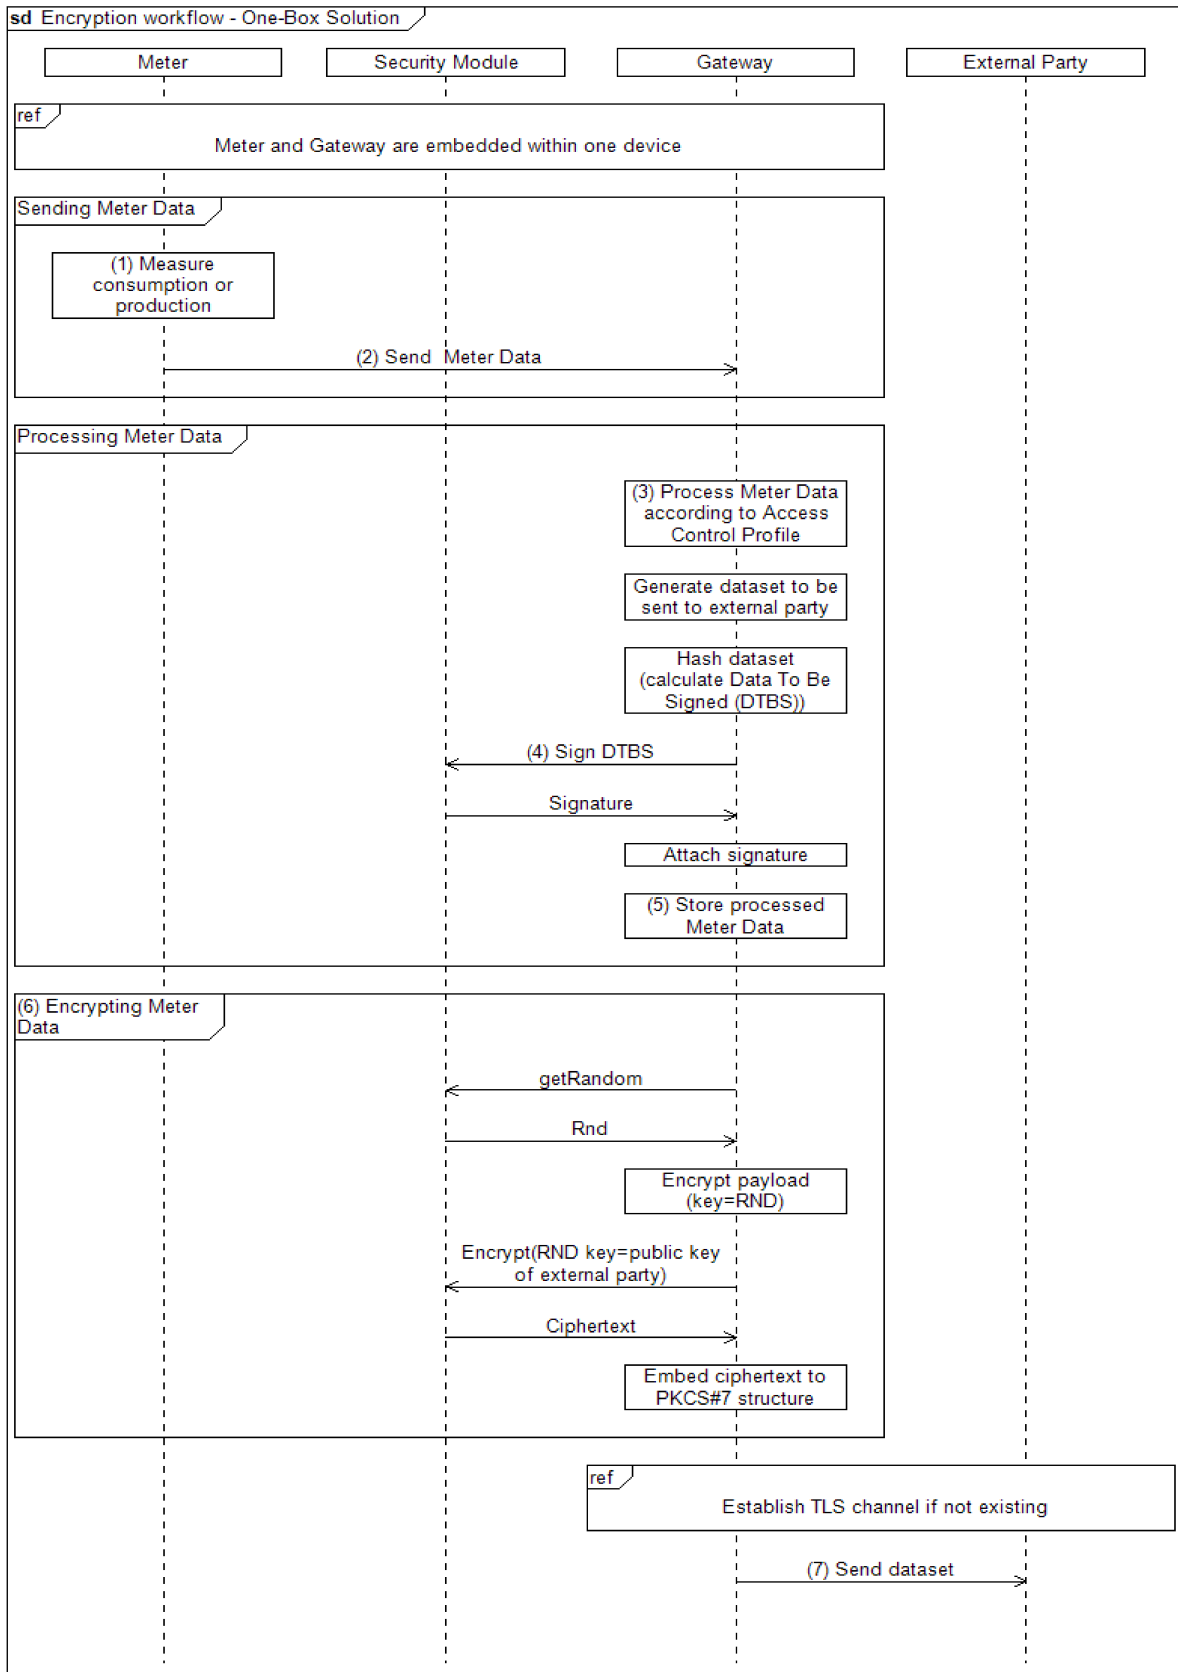 sd Encryption workflow - One-Box Solution
Meter
Security Module
Gateway
External Party
ref
Meter and Gateway are embedded within one device
Sending Meter Data
(1) Measure
consumption or
production
(2) Send  Meter Data
Processing Meter Data
(3) Process Meter Data
according to Access
Control Profile
Generate dataset to be
sent to external party
Hash dataset
(calculate Data To Be
Signed (DTBS))
(4) Sign DTBS
Signature
Attach signature
(5) Store processed
Meter Data
(6) Encrypting Meter
Data
getRandom
Rnd
Encrypt payload
(key=RND)
Encrypt(RND key=public key
of external party)
Ciphertext
Embed ciphertext to
PKCS#7 structure
ref
Establish TLS channel if not existing
(7) Send dataset